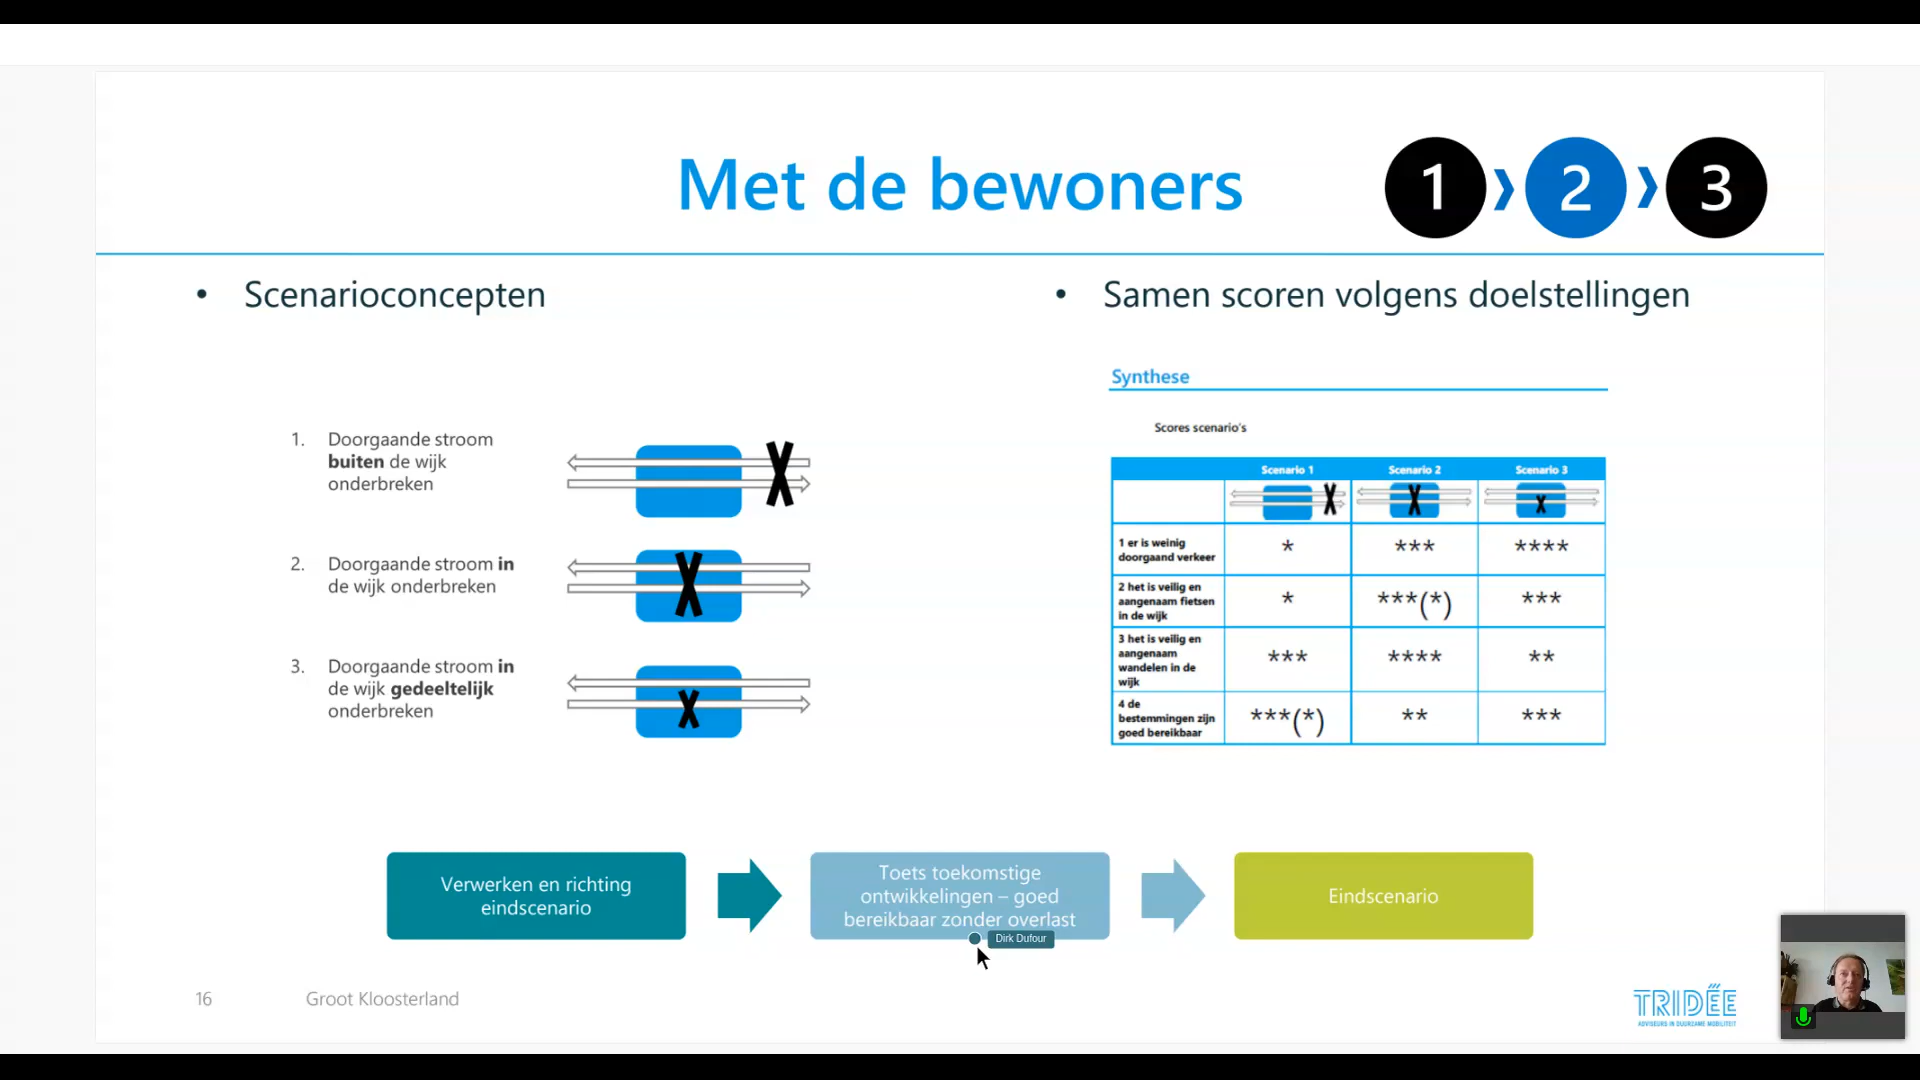 Met de bewoners
1 2 3
• Scenarioconcepten
1. Doorgaande stroom
buiten de wijk
onderbreken
2. Doorgaande stroom in
de wijk onderbreken
3. Doorgaande stroom in
de wijk gedeeltelijk
onderbreken
• Samen scoren volgens doelstellingen
Synthese
Scores scenario's
Scenario 1 Scenario 2 Scenario 3
1 er is weinig
doorgaand verkeer
* *** ****
2 het is veilig en
aangenaam fietsen
in de wijk
* ***(*) ***
3 het is veilig en
aangenaam
wandelen in de
wijk
*** **** **
4 de
bestemmingen zijn
goed bereikbaar
***(*) ** ***
Verwerken en richting
eindscenario
Toets toekomstige
ontwikkelingen – goed
bereikbaar zonder overlast
Eindscenario
Dirk Dufour
16 Groot Kloosterland
TRIDÉE
ADVISEURS IN DUURZAME MOBILITEIT